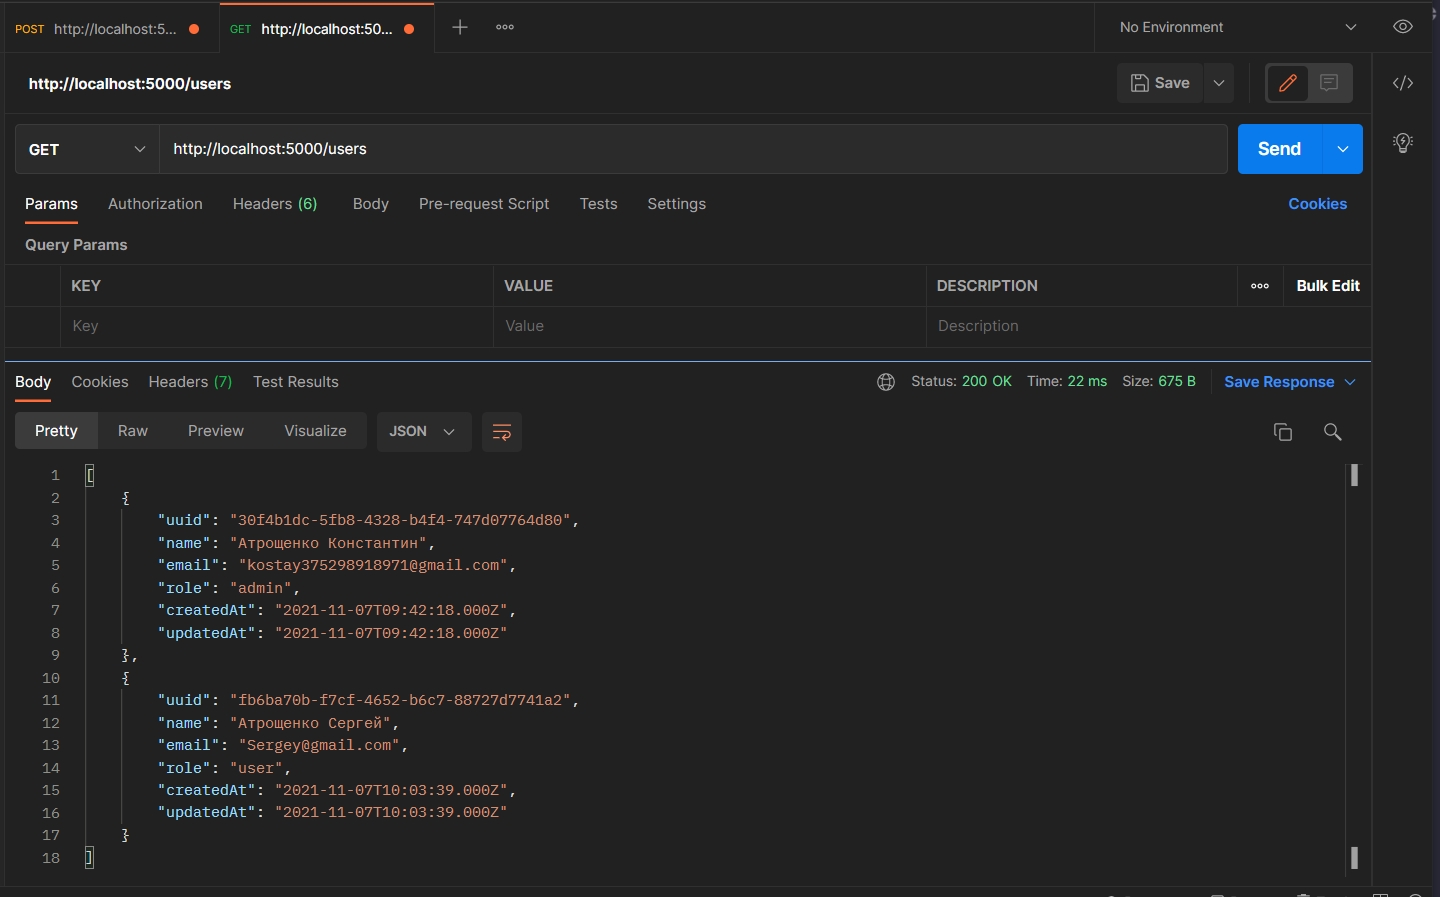 POST http://localhost:5... GET http://localhost:50... No Environment
http://localhost:5000/users Save
GET http://localhost:5000/users Send
Params Authorization Headers (6) Body Pre-request Script Tests Settings Cookies
Query Params
KEY VALUE DESCRIPTION Bulk Edit
Key Value Description
Body Cookies Headers (7) Test Results Status: 200 OK Time: 22 ms Size: 675 B Save Response
Pretty Raw Preview Visualize JSON
1 [
2 {
3 "uuid": "30f4b1dc-5fb8-4328-b4f4-747d07764d80",
4 "name": "Атрощенко Константин",
5 "email": "kostay375298918971@gmail.com",
6 "role": "admin",
7 "createdAt": "2021-11-07T09:42:18.000Z",
8 "updatedAt": "2021-11-07T09:42:18.000Z"
9 },
10 {
11 "uuid": "fb6ba70b-f7cf-4652-b6c7-88727d7741a2",
12 "name": "Атрощенко Сергей",
13 "email": "Sergey@gmail.com",
14 "role": "user",
15 "createdAt": "2021-11-07T10:03:39.000Z",
16 "updatedAt": "2021-11-07T10:03:39.000Z"
17 }
18 ]